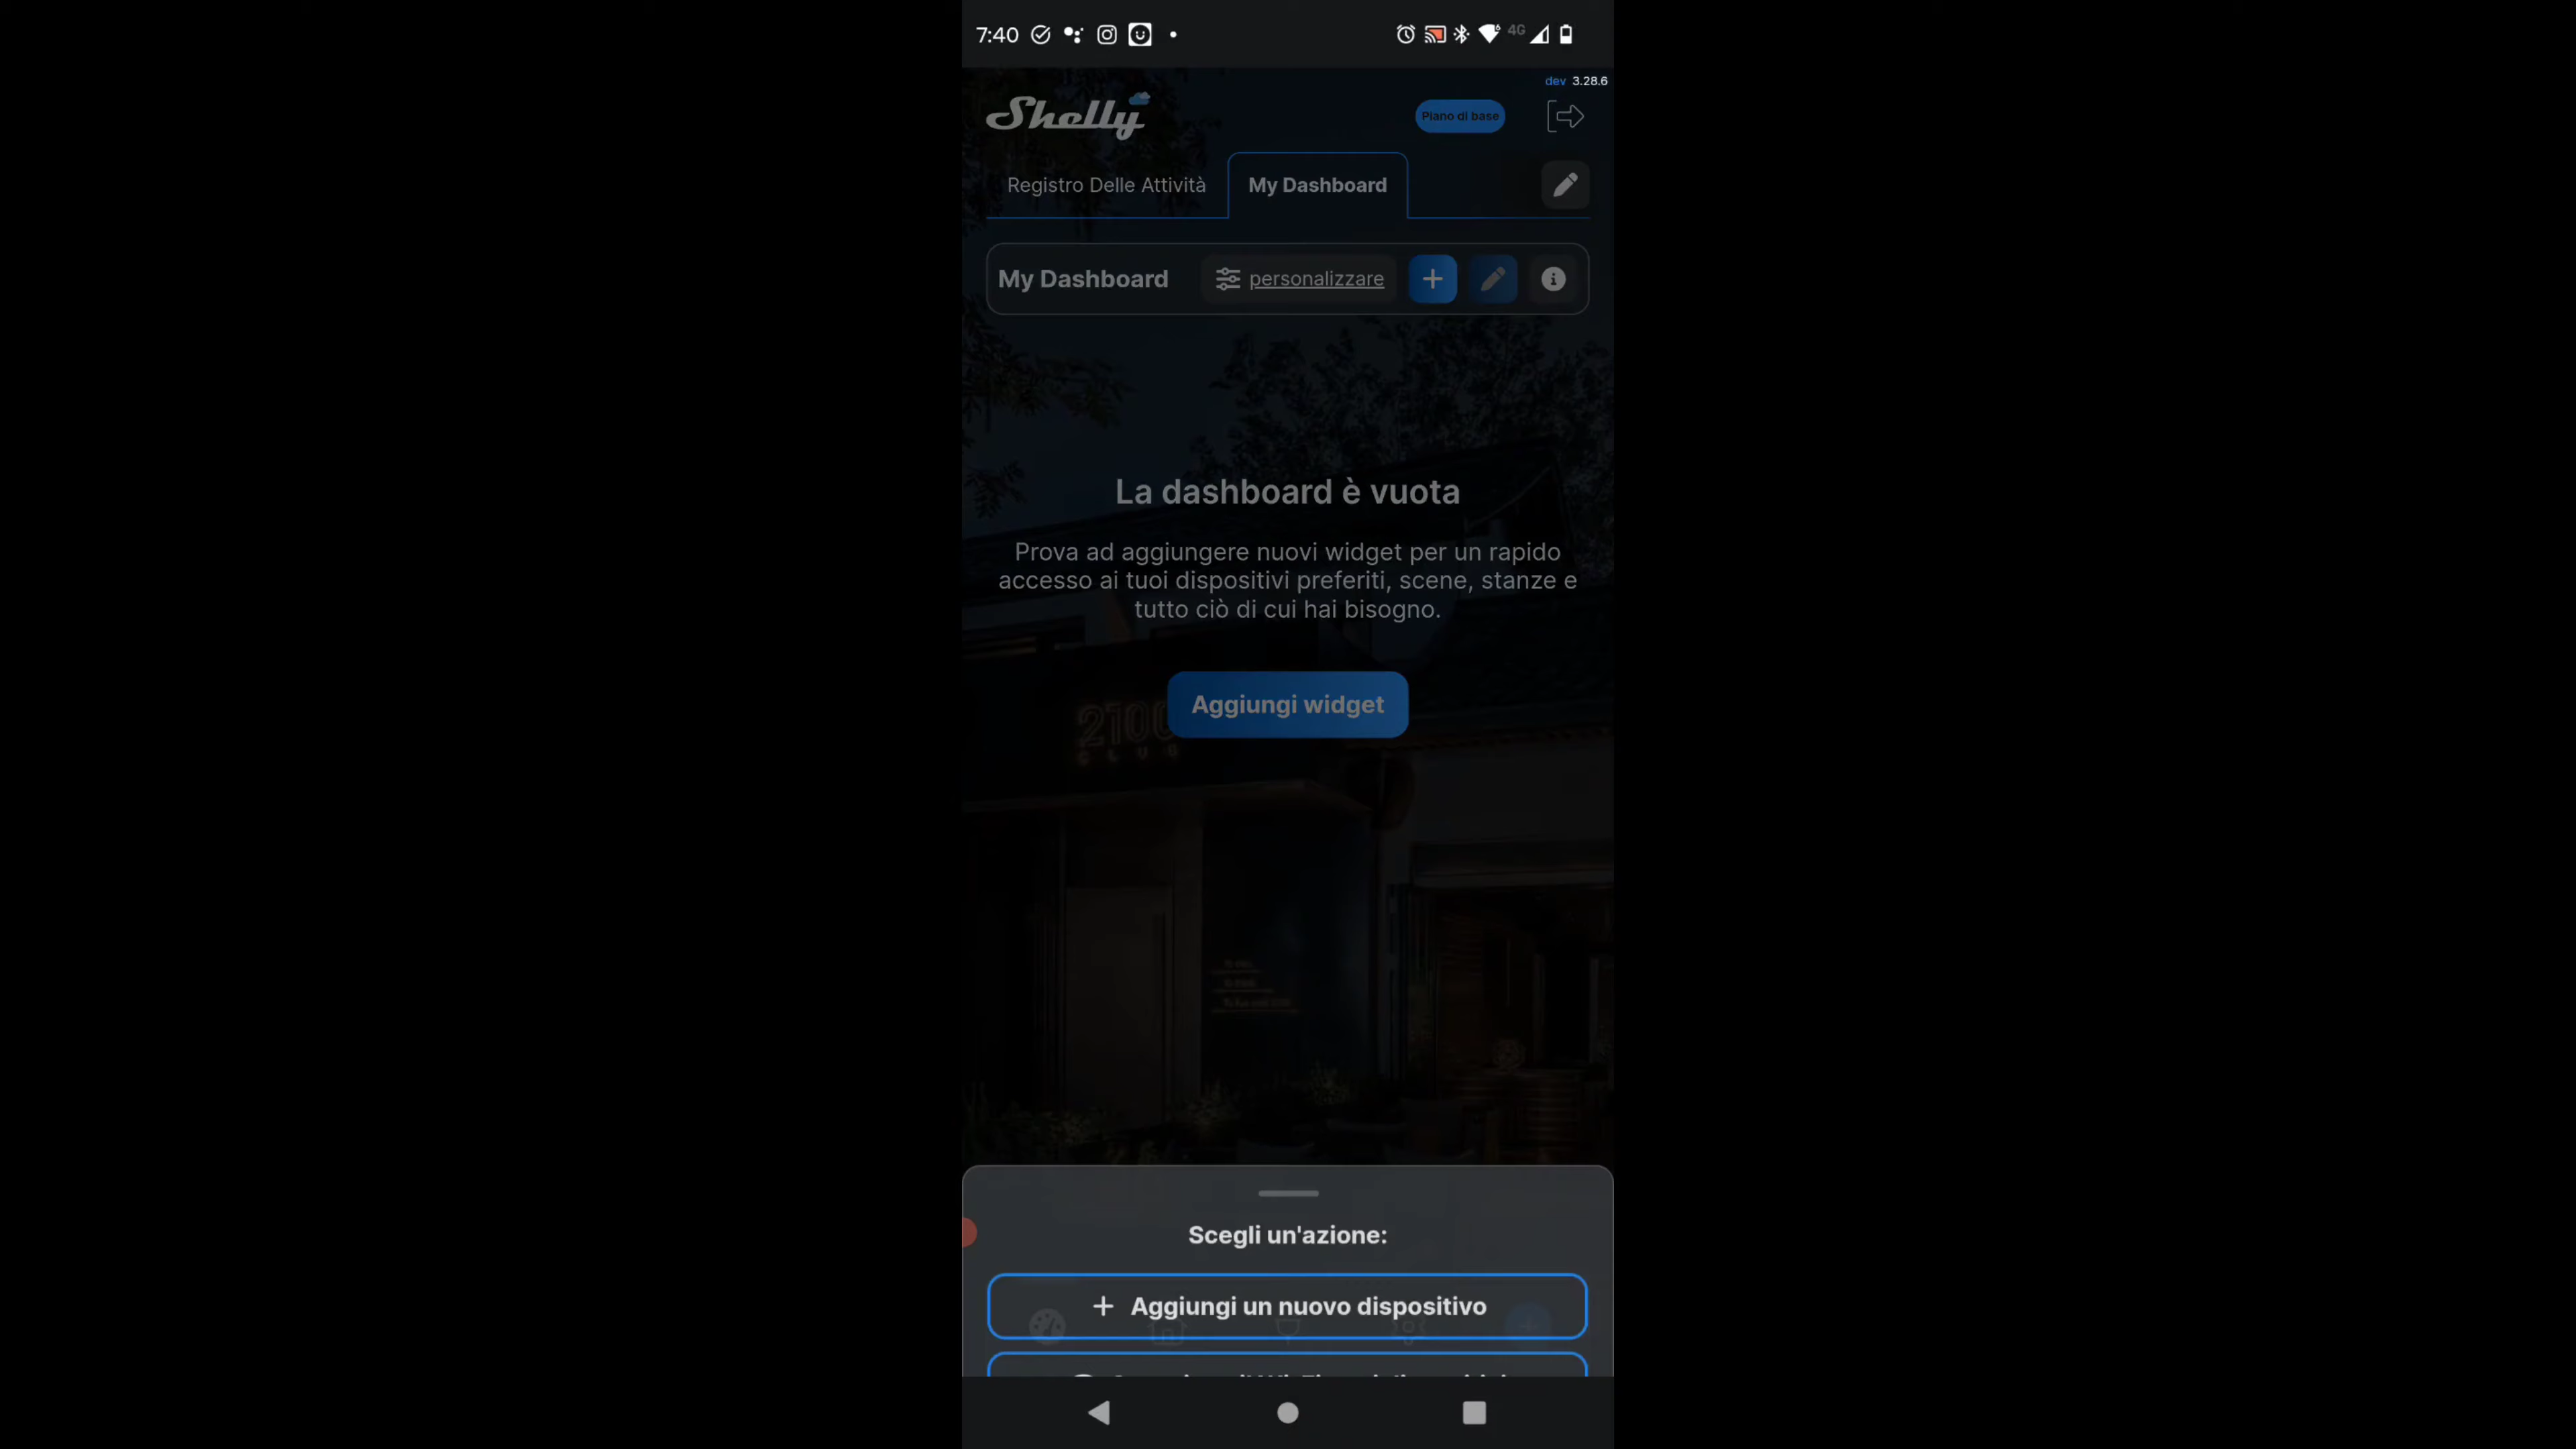 7:40
4G
dev 3.28.6
Shelly
Piano di base
Registro Delle Attività
My Dashboard
My Dashboard
personalizzare
La dashboard è vuota
Prova ad aggiungere nuovi widget per un rapido
accesso ai tuoi dispositivi preferiti, scene, stanze e
tutto ciò di cui hai bisogno.
2100
CLUB
Aggiungi widget
Scegli un'azione:
+ Aggiungi un nuovo dispositivo